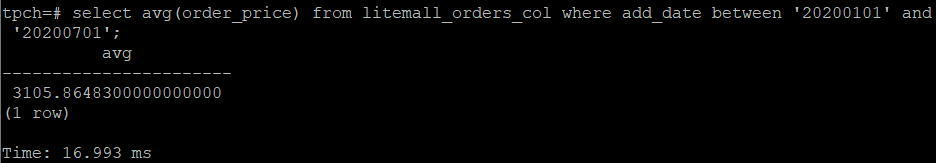 tpch=# select avg(order_price) from litemall_orders_col where add_date between '20200101' and
 '20200701';
          avg
-----------------------
 3105.8648300000000000
(1 row)

Time: 16.993 ms